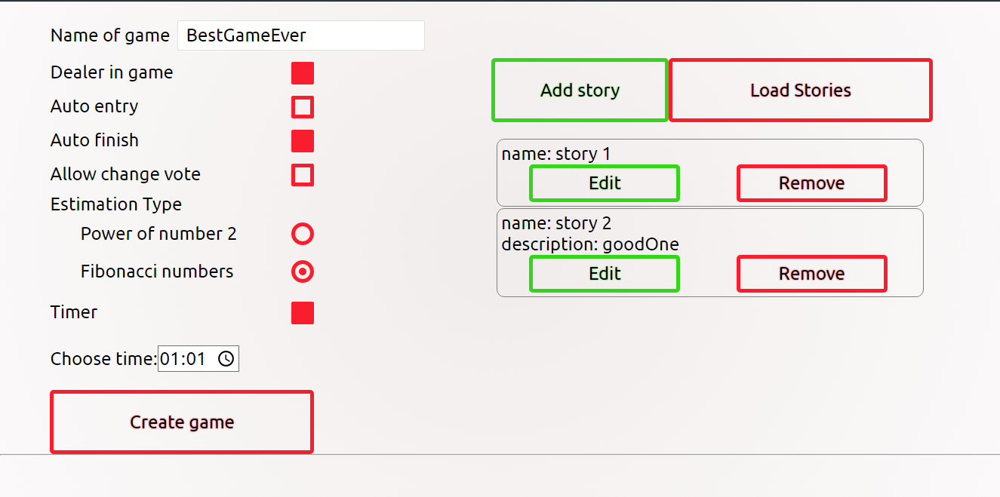 Name of game BestGameEver
Dealer in game
Auto entry
Auto finish
Allow change vote
Estimation Type
Power of number 2
Fibonacci numbers
Timer
Choose time: 01:01
Create game
Add story Load Stories
name: story 1
Edit Remove
name: story 2
description: goodOne
Edit Remove